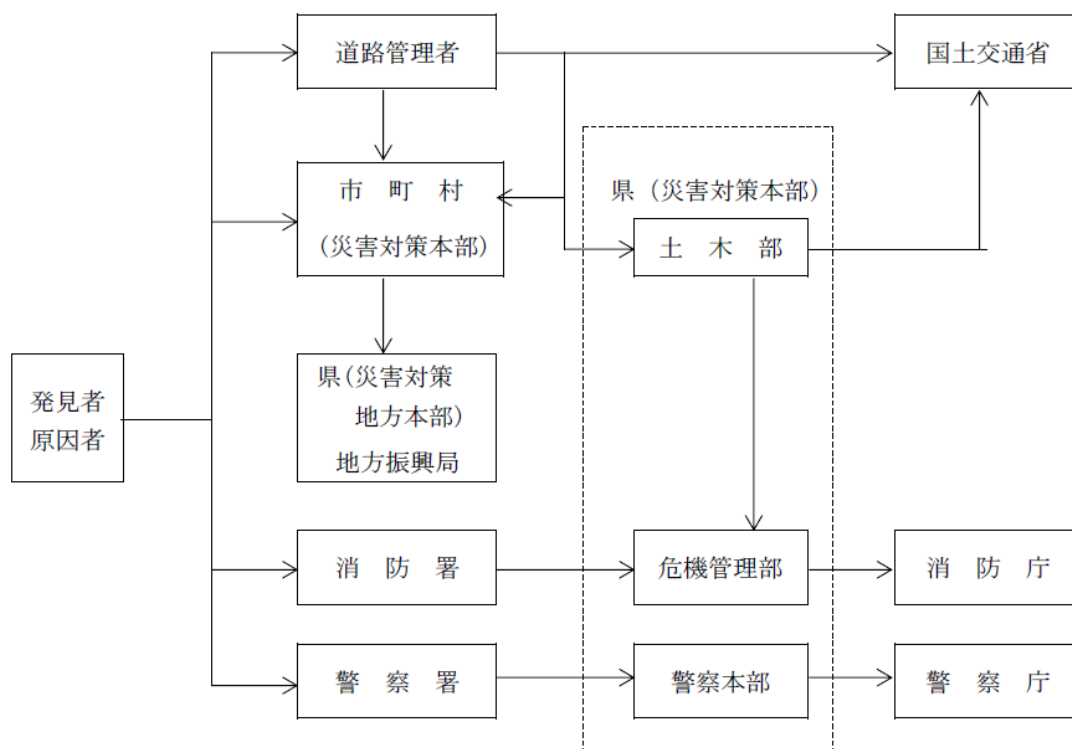 道路管理者
国土交通省
市　町　村
(災害対策本部)
県 (災害対策本部)
土　木　部
県(災害対策
地方本部)
地方振興局
発見者
原因者
消　防　署
危機管理部
消　防　庁
警　察　署
警察本部
警　察　庁